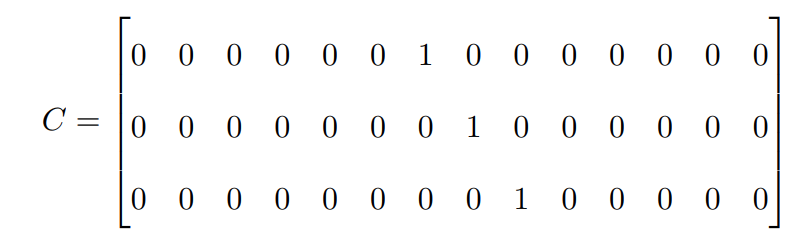 0 0 0 0 0 0 1 0 0 0 0 0 0 0
C = 0 0 0 0 0 0 0 1 0 0 0 0 0 0
0 0 0 0 0 0 0 0 1 0 0 0 0 0